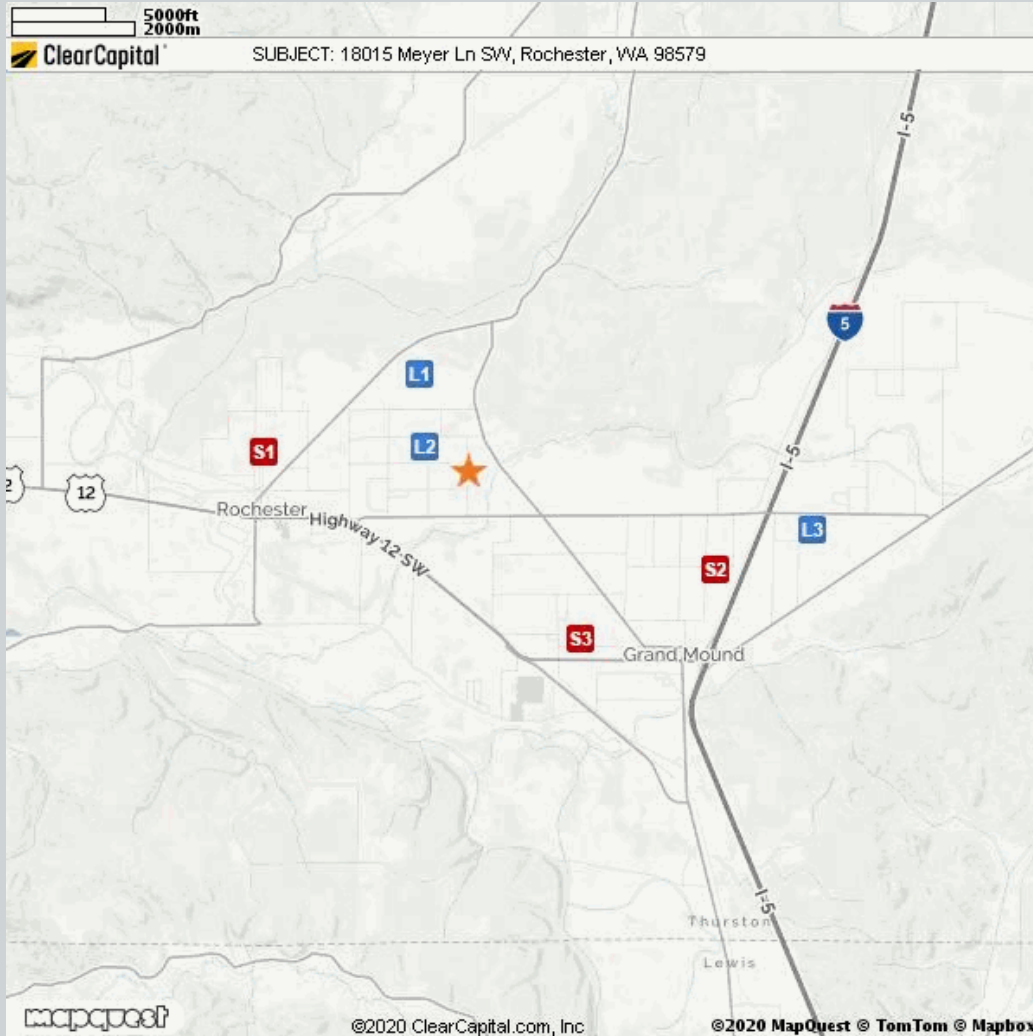 5000ft
2000m
ClearCapital
SUBJECT: 18015 Meyer Ln SW, Rochester, WA 98579
I-5
5
L1
L2
S1
I-5
2
12
Rochester
Highway 12 SW
L3
S2
S3
Grand Mound
I-5
Thurston
Lewis
mapquest
©2020 ClearCapital.com, Inc
©2020 MapQuest © TomTom © Mapbo